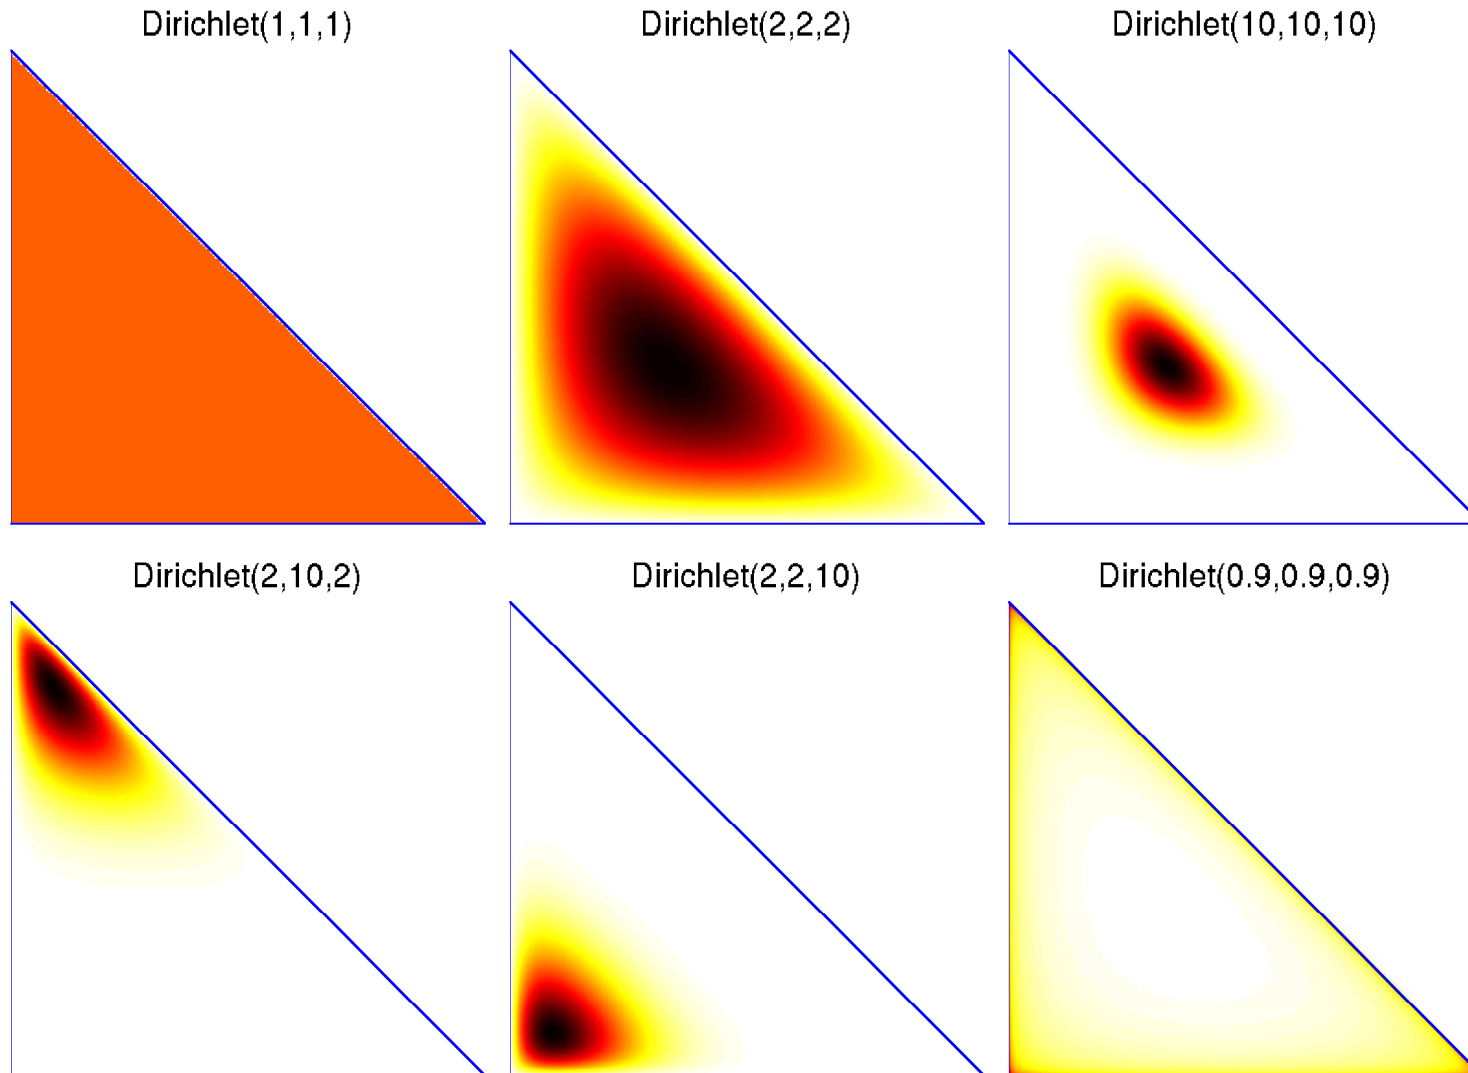 Dirichlet(1,1,1)
Dirichlet(2,2,2)
Dirichlet(10,10,10)
Dirichlet(2,10,2)
Dirichlet(2,2,10)
Dirichlet(0.9,0.9,0.9)